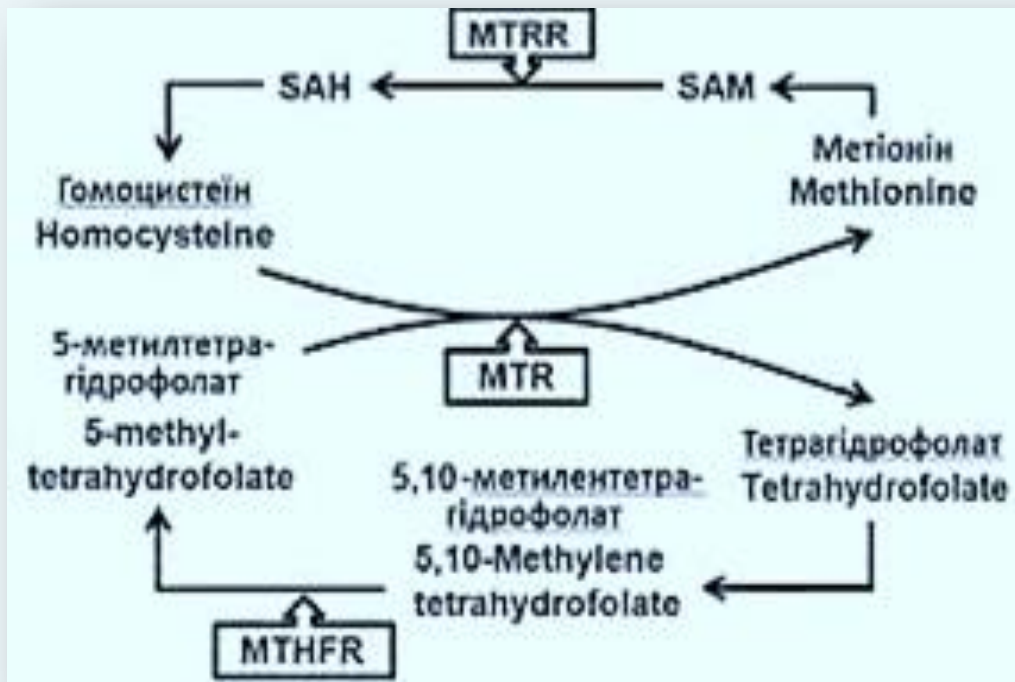 MTRR
SAH
SAM
Метіонін
Methionine
Гомоцистеїн
Homocysteine
5-метилтетра-
гідрофолат
5-methyl-
tetrahydrofolate
MTR
5,10-метилентетра-
гідрофолат
5,10-Methylene
tetrahydrofolate
Тетрагідрофолат
Tetrahydrofolate
MTHFR